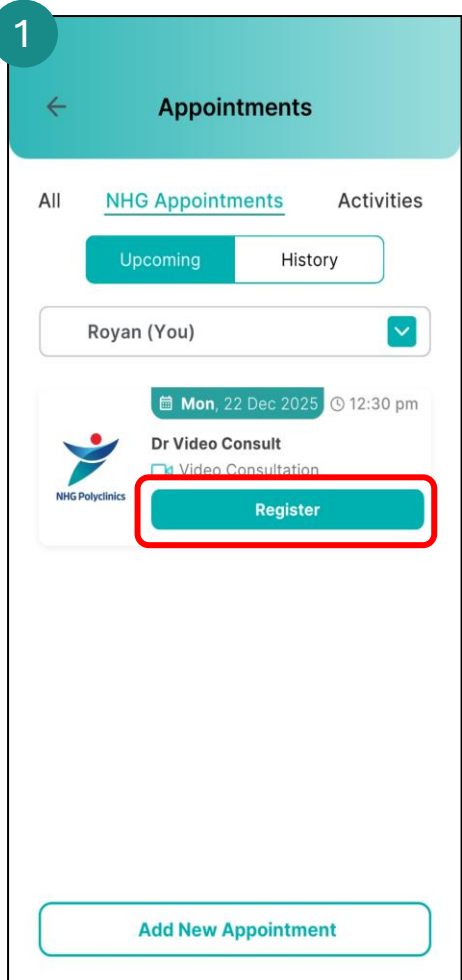 1
Appointments
All NHG Appointments Activities
Upcoming History
Royan (You)
Mon, 22 Dec 2025 12:30 pm
Dr Video Consult
Video Consultation
NHG Polyclinics
Register
Add New Appointment